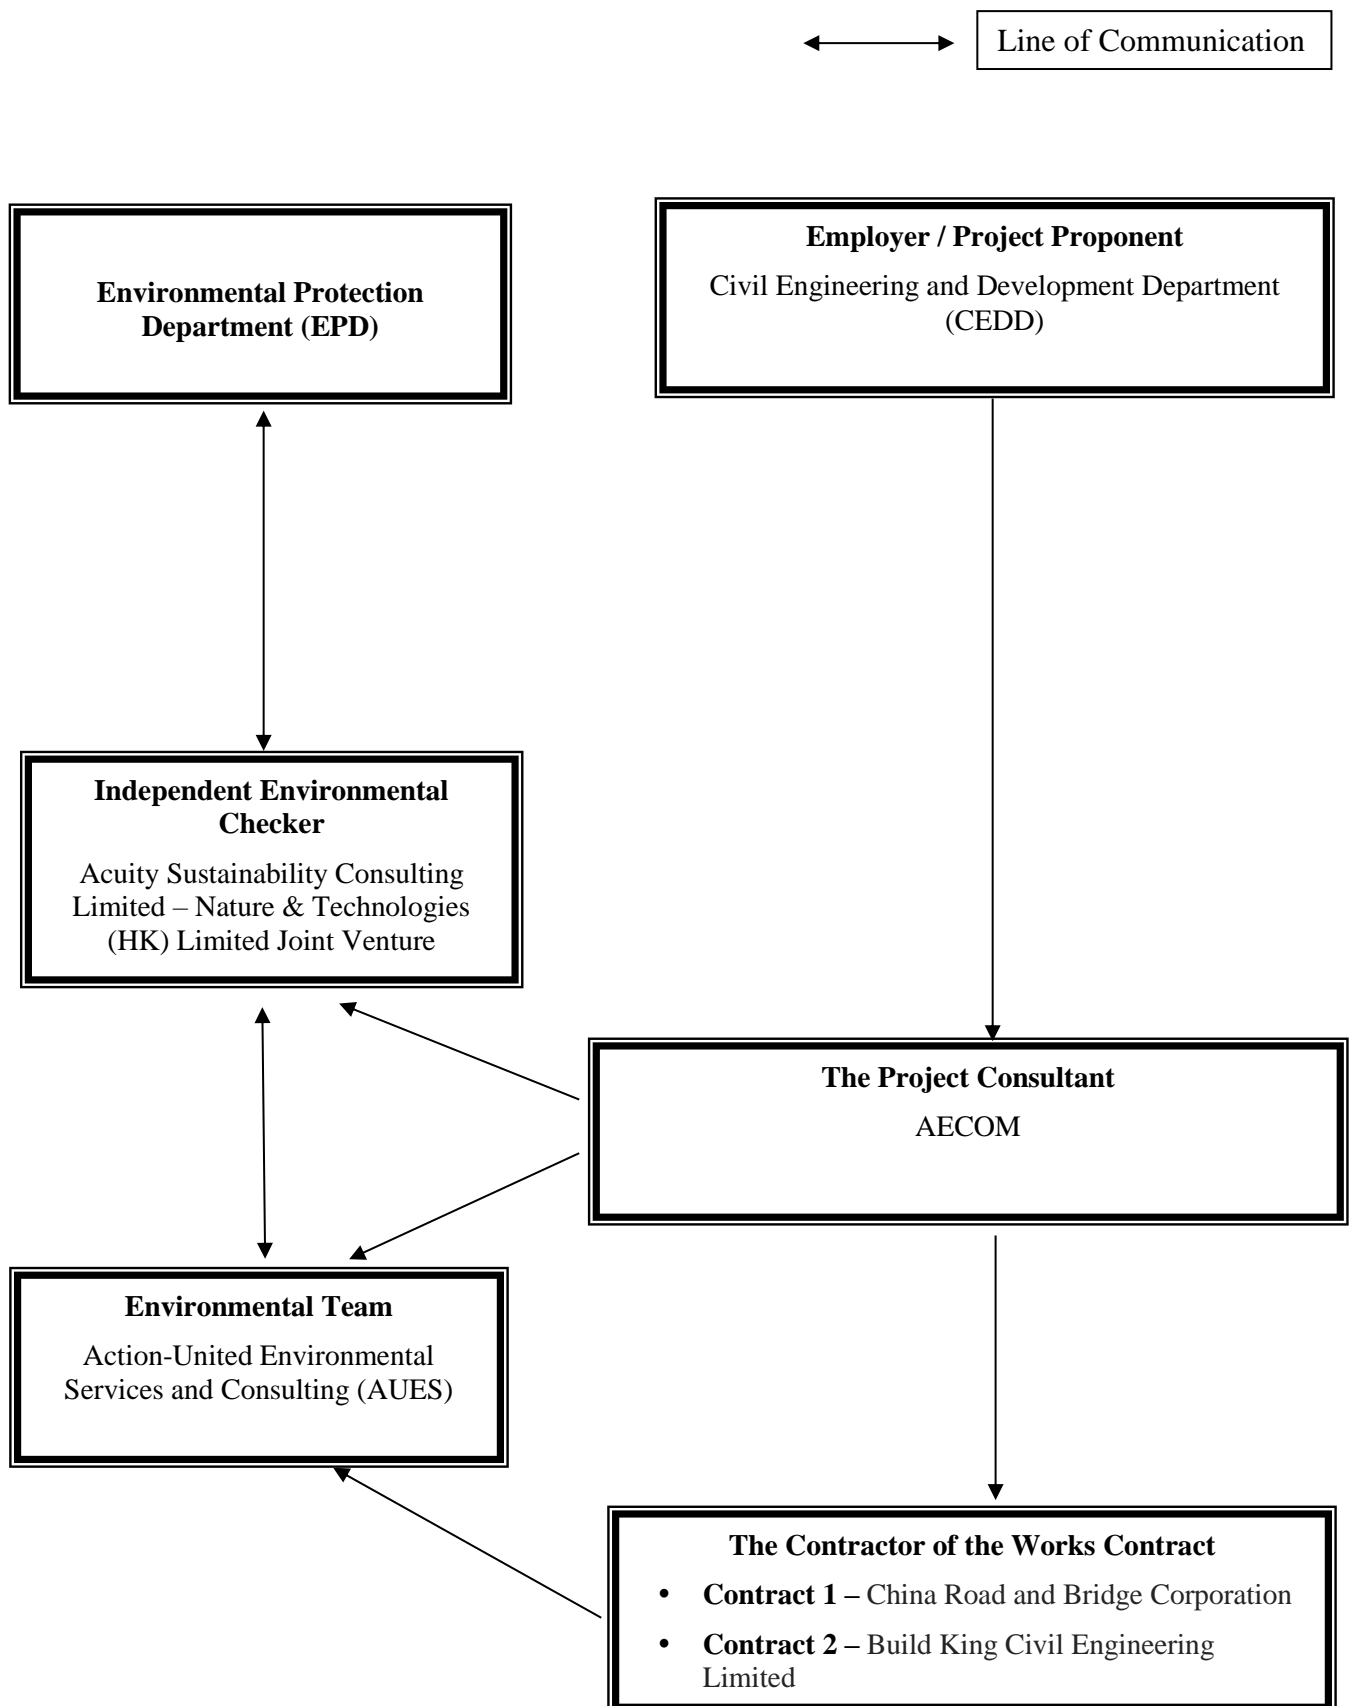 Line of Communication
Environmental Protection
Department (EPD)
Employer / Project Proponent
Civil Engineering and Development Department
(CEDD)
Independent Environmental
Checker
Acuity Sustainability Consulting
Limited – Nature & Technologies
(HK) Limited Joint Venture
The Project Consultant
AECOM
Environmental Team
Action-United Environmental
Services and Consulting (AUES)
The Contractor of the Works Contract
• Contract 1 – China Road and Bridge Corporation
• Contract 2 – Build King Civil Engineering
Limited